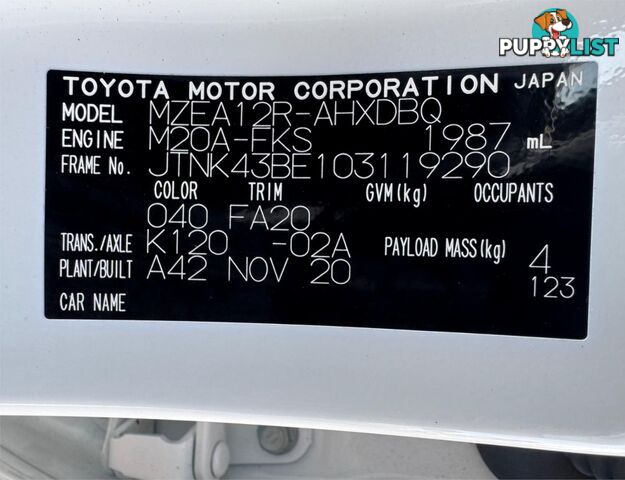 PUPPYLIST
TOYOTA MOTOR CORPORATION JAPAN
MODEL MZEA12R-AHXDBQ
ENGINE M20A-FKS 1987 mL
FRAME No. JTNK43BE103119290
COLOR TRIM GVM(kg) OCCUPANTS
040 FA20
TRANS./AXLE K120 -02A PAYLOAD MASS(kg) 4
PLANT/BUILT A42 NOV 20 123
CAR NAME